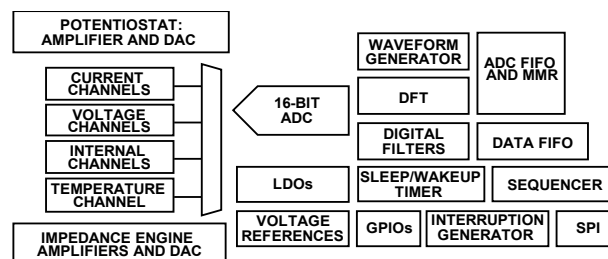 POTENTIOSTAT:
AMPLIFIER AND DAC
CURRENT
CHANNELS
VOLTAGE
CHANNELS
INTERNAL
CHANNELS
TEMPERATURE
CHANNEL
IMPEDANCE ENGINE
AMPLIFIERS AND DAC
16-BIT
ADC
WAVEFORM
GENERATOR
ADC FIFO
AND MMR
DFT
DIGITAL
FILTERS
DATA FIFO
LDOs
SLEEP/WAKEUP
TIMER
SEQUENCER
VOLTAGE
REFERENCES
GPIOs
INTERRUPTION
GENERATOR
SPI